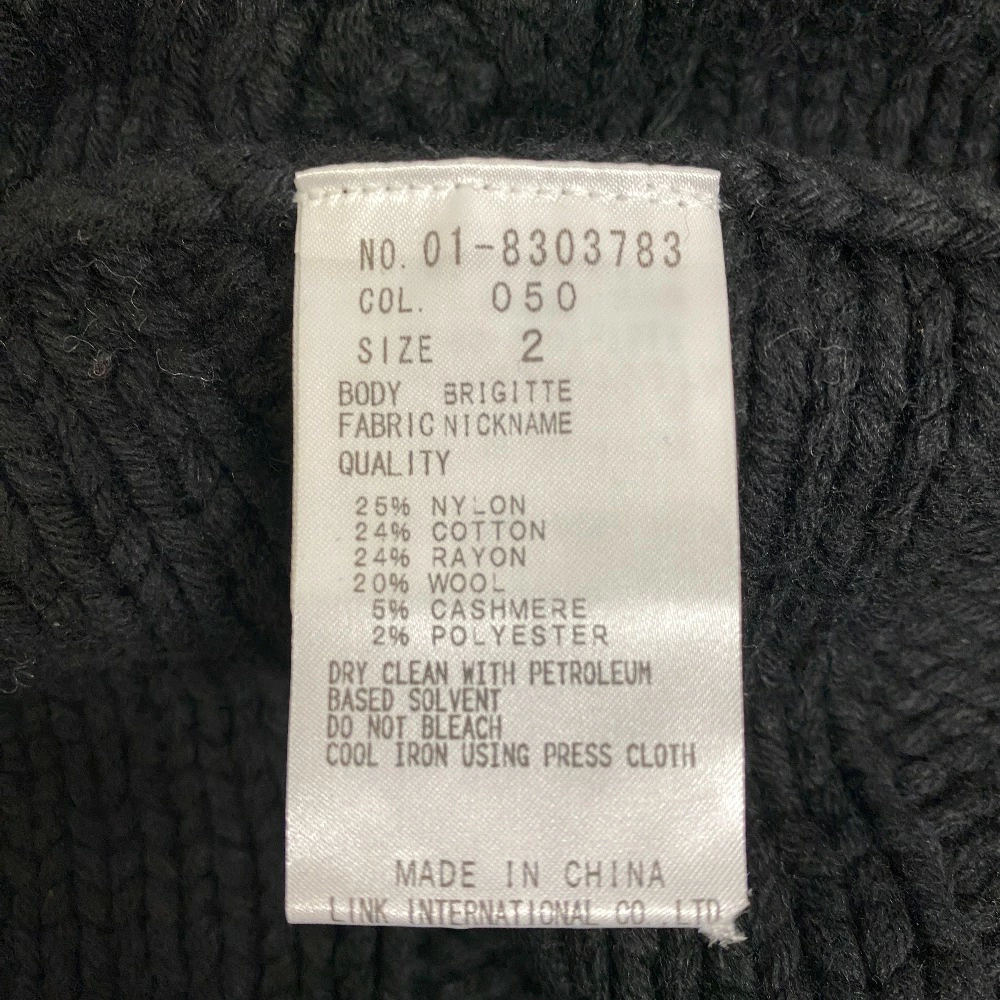 NO. 01-8303783
COL. 050
SIZE 2
BODY BRIGITTE
FABRIC NICKNAME
QUALITY
25% NYLON
24% COTTON
24% RAYON
20% WOOL
5% CASHMERE
2% POLYESTER
DRY CLEAN WITH PETROLEUM
BASED SOLVENT
DO NOT BLEACH
COOL IRON USING PRESS CLOTH
MADE IN CHINA
LINK INTERNATIONAL CO LTD